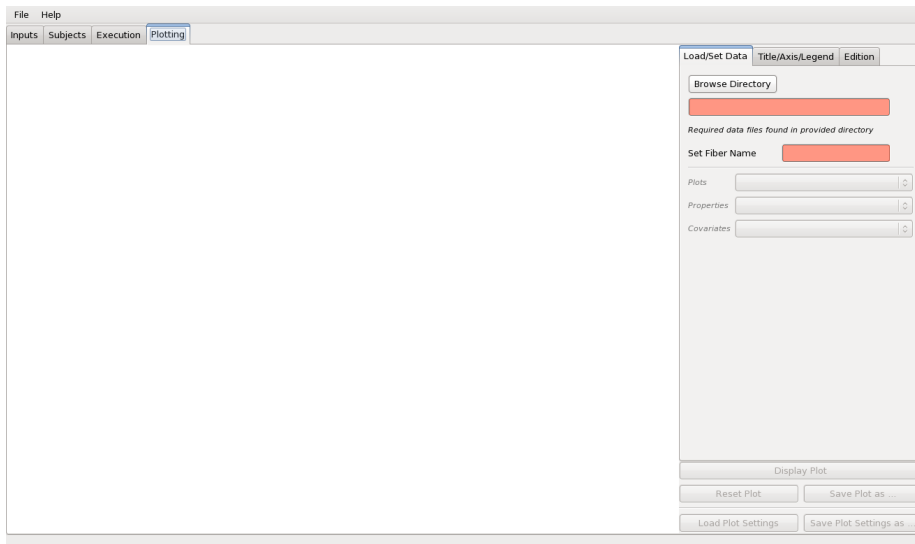 File Help
Inputs Subjects Execution Plotting
Load/Set Data Title/Axis/Legend Edition
Browse Directory
Required data files found in provided directory
Set Fiber Name
Plots
Properties
Covariates
Display Plot
Reset Plot Save Plot as ...
Load Plot Settings Save Plot Settings as ...